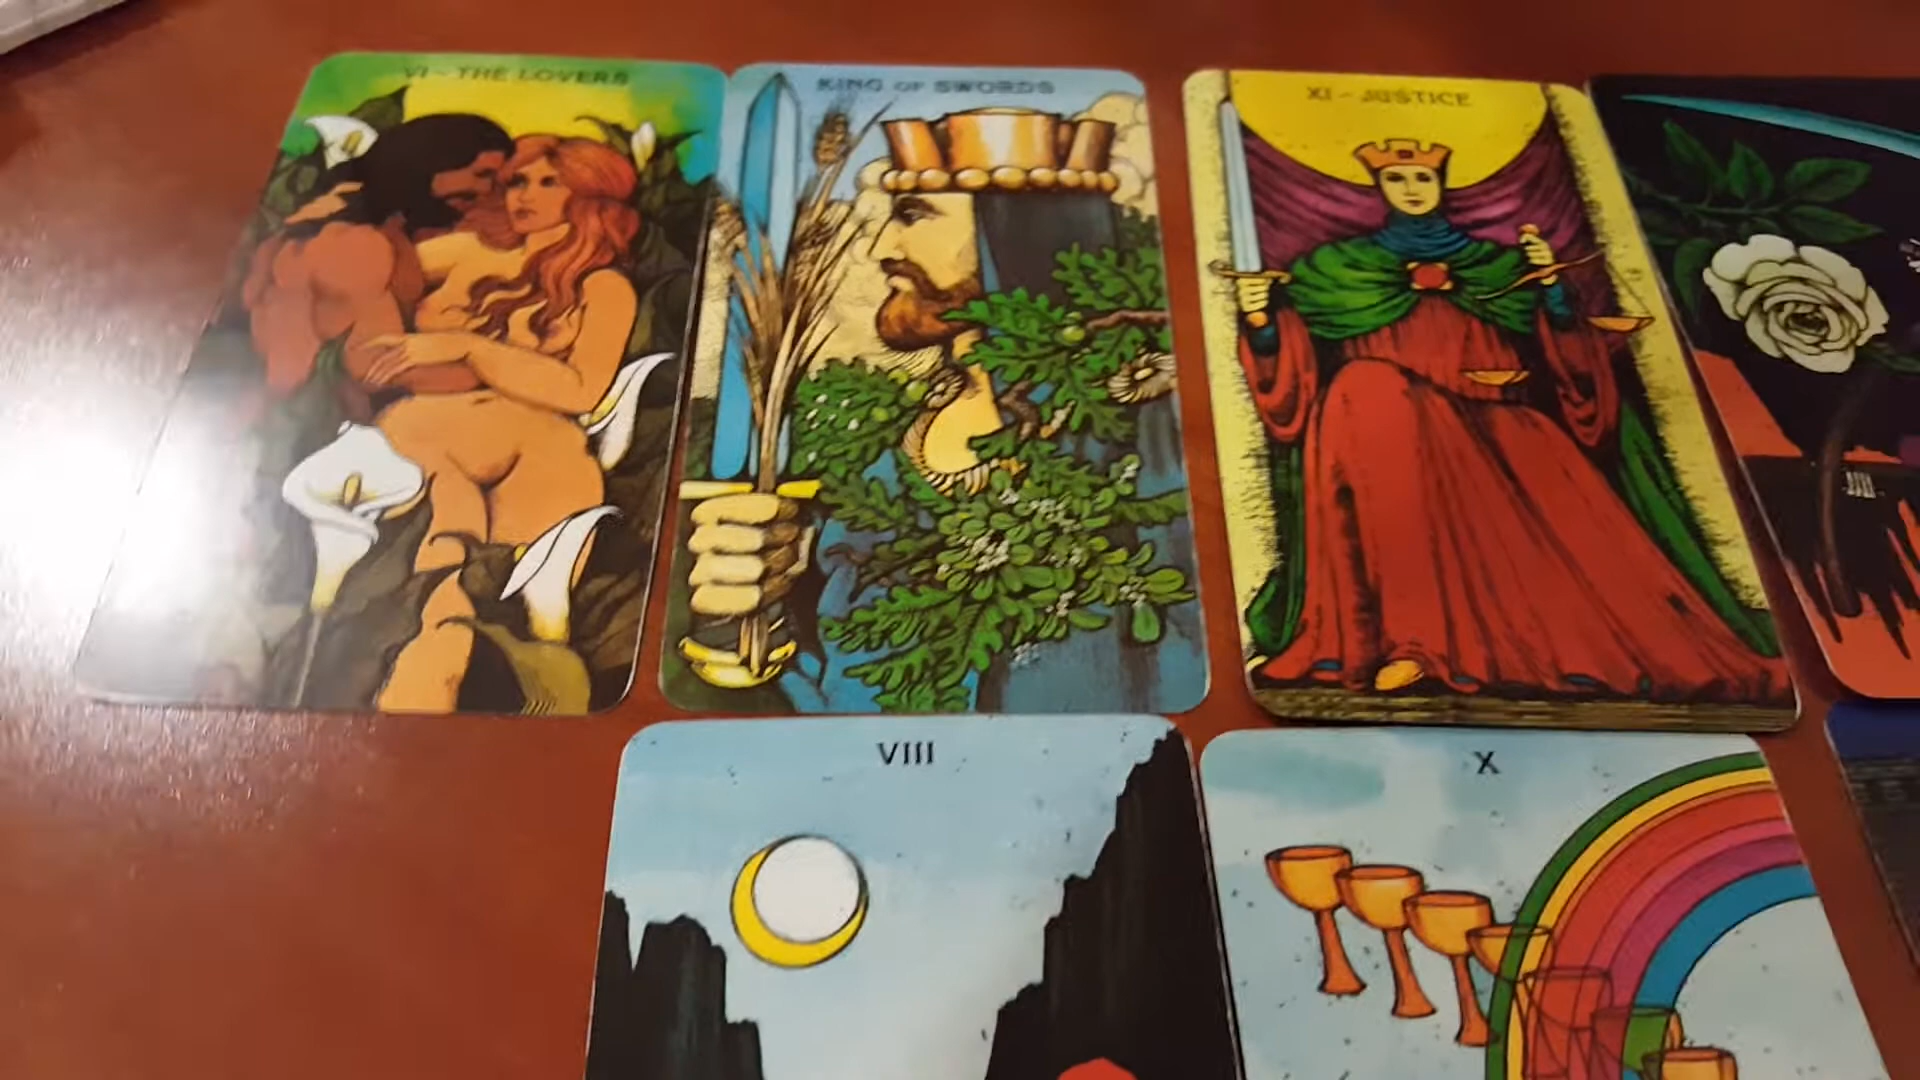 VI - THE LOVERS
KING OF SWORDS
XI - JUSTICE
VIII
X